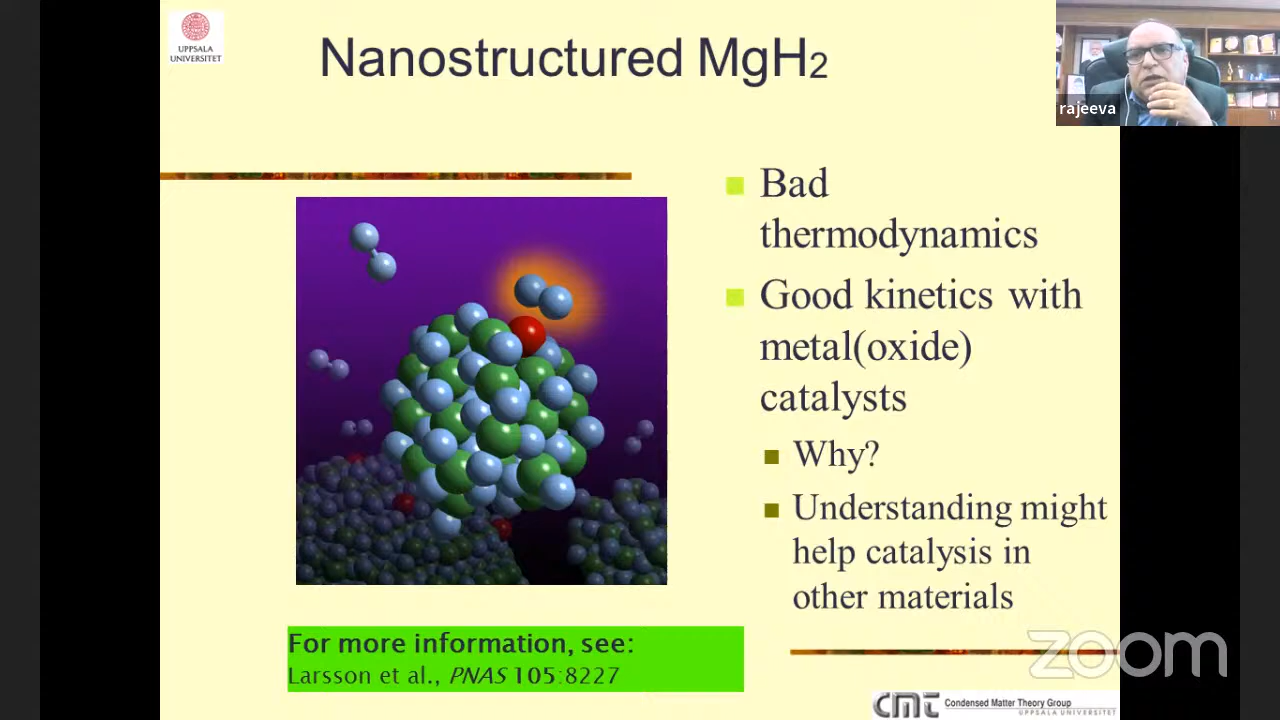 UPPSALA
UNIVERSITET
Nanostructured MgH2
rajeeva
Bad
thermodynamics
Good kinetics with
metal(oxide)
catalysts
Why?
Understanding might
help catalysis in
other materials
For more information, see:
Larsson et al., PNAS 105:8227
zoom
CMT Condensed Matter Theory Group
UPPSALA UNIVERSITET